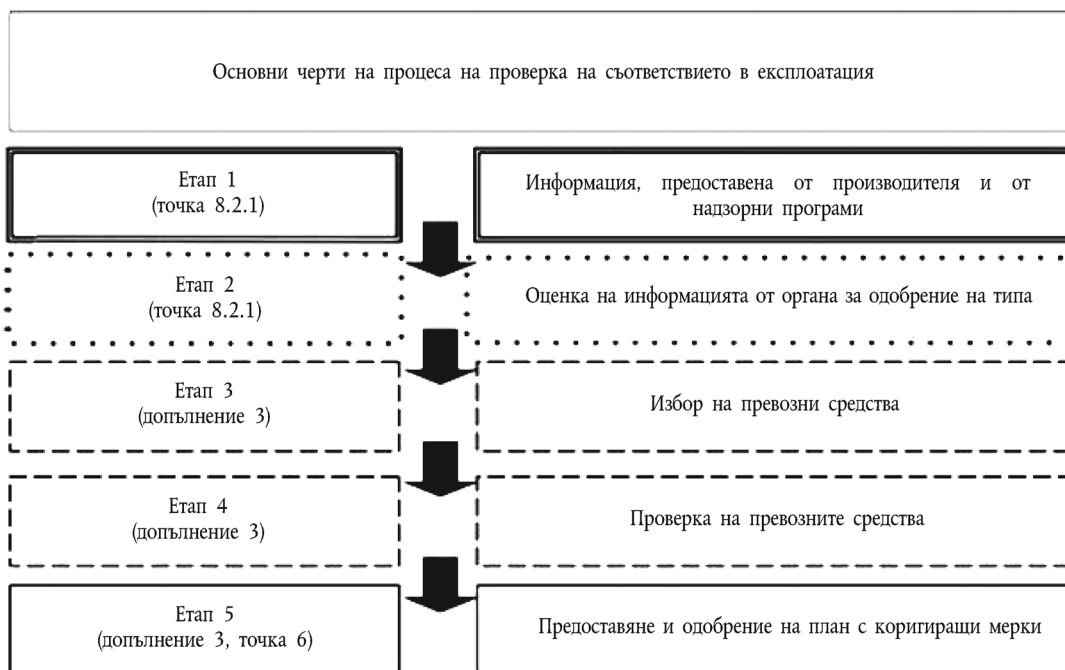 Основни черти на процеса на проверка на съответствието в експлоатация
Етап 1
(точка 8.2.1)
Информация, предоставена от производителя и от
надзорни програми
Етап 2
(точка 8.2.1)
Оценка на информацията от органа за одобрение на типа
Етап 3
(допълнение 3)
Избор на превозни средства
Етап 4
(допълнение 3)
Проверка на превозните средства
Етап 5
(допълнение 3, точка 6)
Предоставяне и одобрение на план с коригиращи мерки